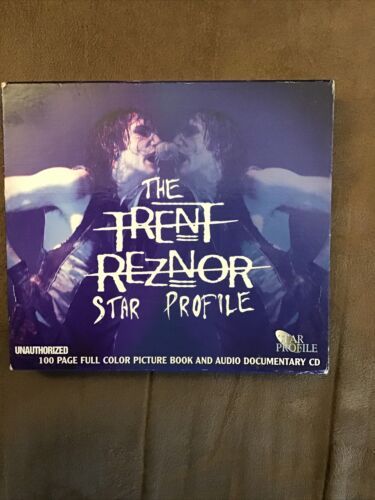 THE
TRENT
REZNOR
STAR PROFILE
UNAUTHORIZED
100 PAGE FULL COLOR PICTURE BOOK AND AUDIO DOCUMENTARY CD
STAR
PROFILE